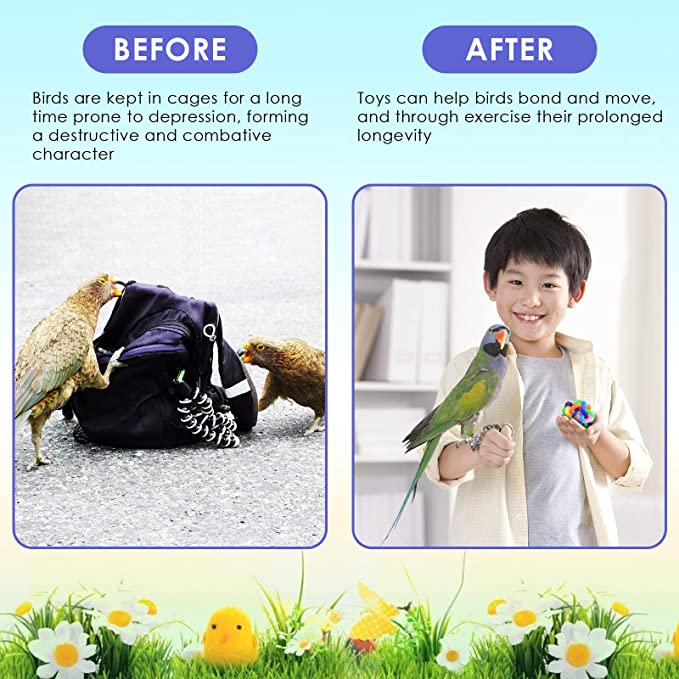 BEFORE
Birds are kept in cages for a long
time prone to depression, forming
a destructive and combative
character
AFTER
Toys can help birds bond and move,
and through exercise their prolonged
longevity